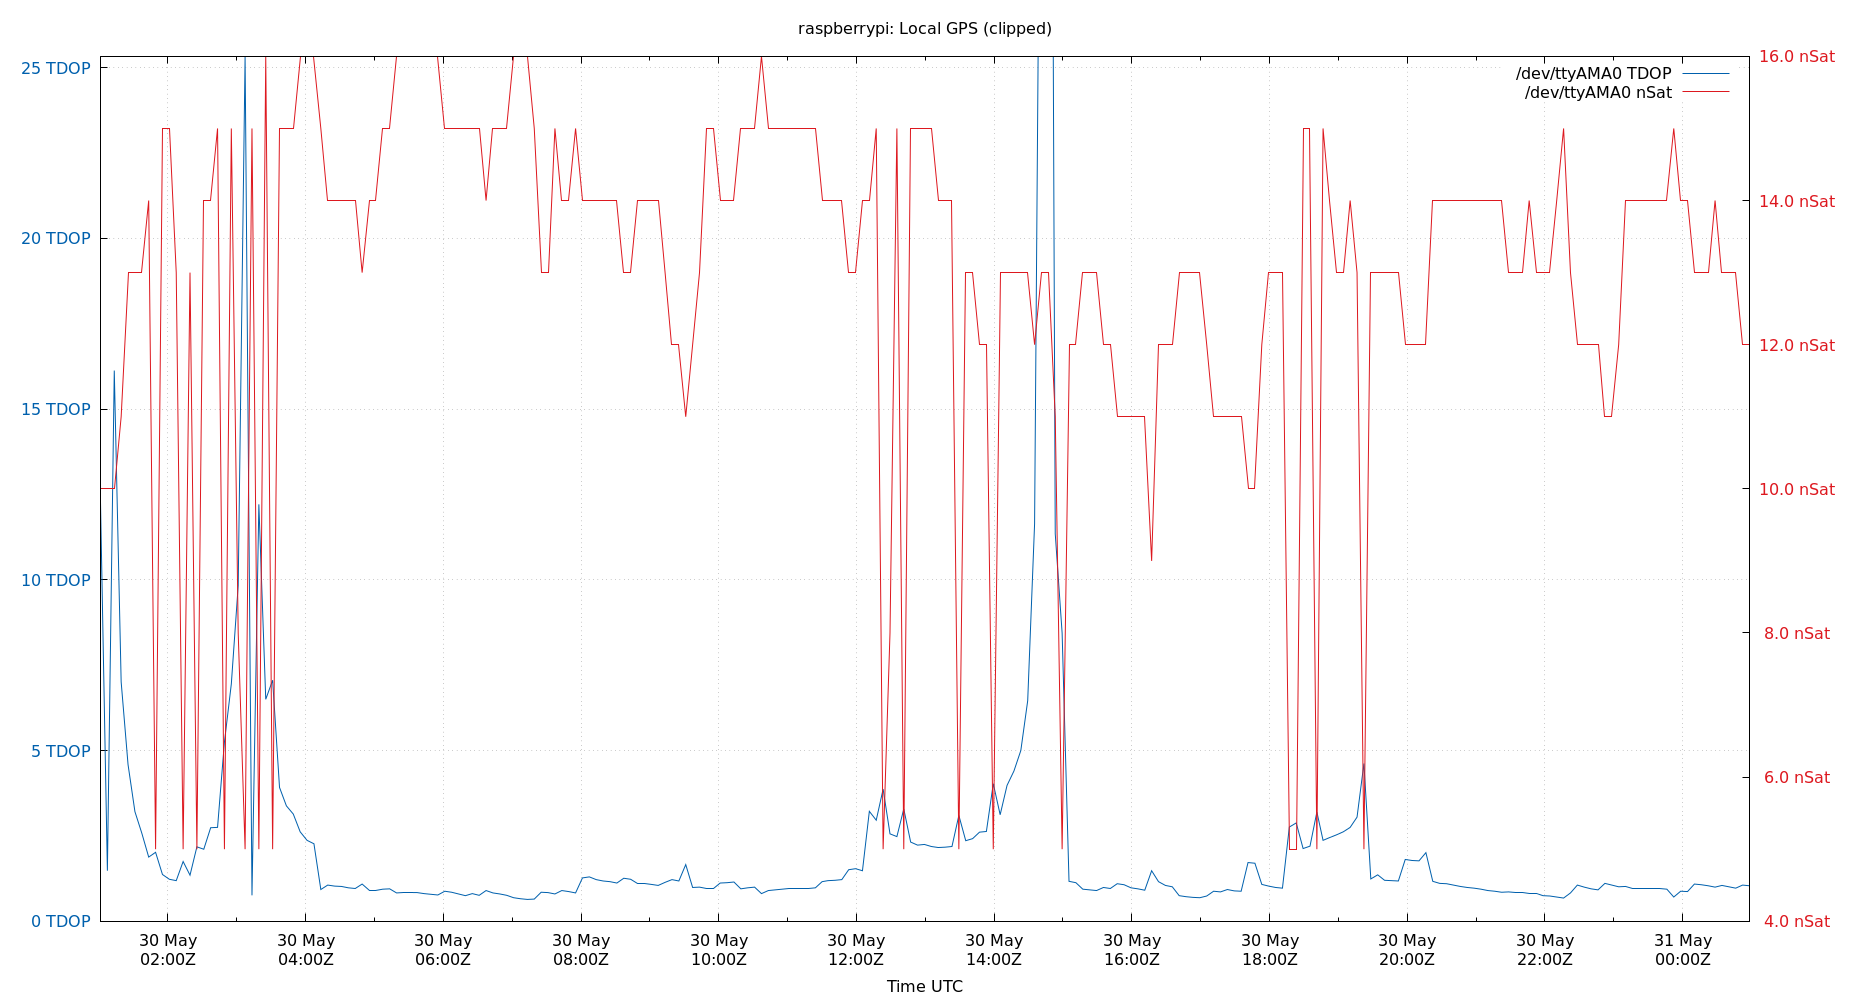 raspberrypi: Local GPS (clipped)
25 TDOP
20 TDOP
15 TDOP
10 TDOP
5 TDOP
0 TDOP
16.0 nSat
14.0 nSat
12.0 nSat
10.0 nSat
8.0 nSat
6.0 nSat
4.0 nSat
/dev/ttyAMA0 TDOP
/dev/ttyAMA0 nSat
30 May 30 May 30 May 30 May 30 May 30 May 30 May 30 May 30 May 30 May 30 May 31 May
02:00Z 04:00Z 06:00Z 08:00Z 10:00Z 12:00Z 14:00Z 16:00Z 18:00Z 20:00Z 22:00Z 00:00Z
Time UTC